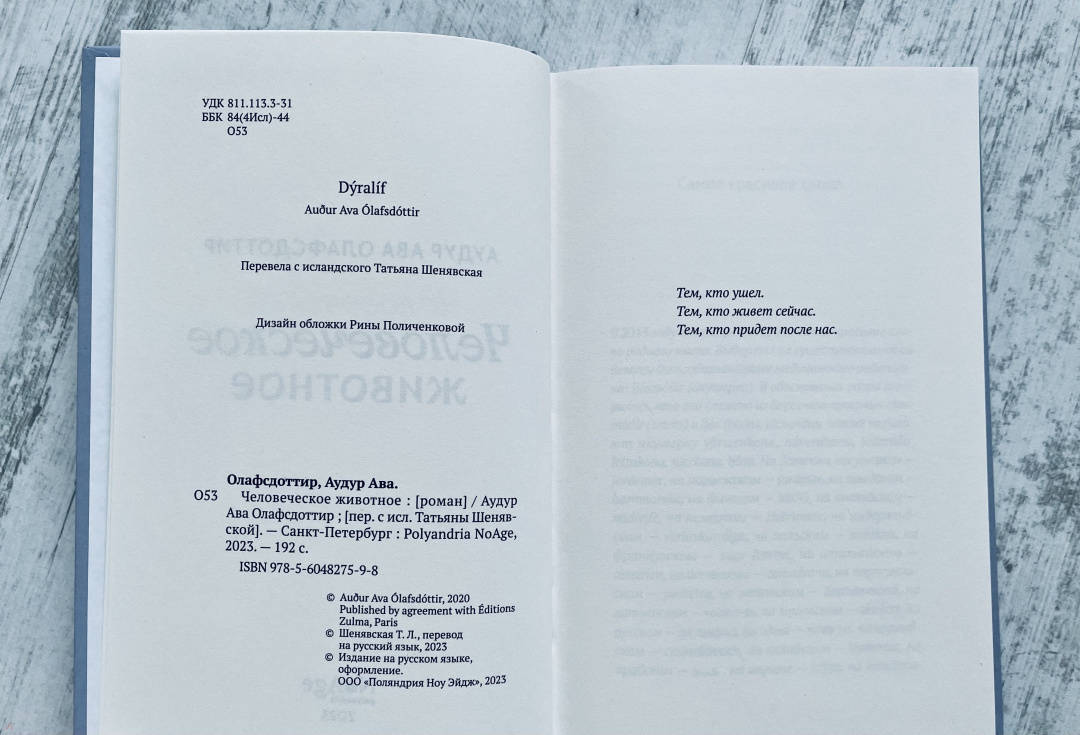 УДК 811.113.3-31
ББК 84(4Исл)-44
О53
Dýralíf
Auður Ava Ólafsdóttir
Перевела с исландского Татьяна Шенявская
Дизайн обложки Рины Поличенковой
Олафсдоттир, Аудур Ава.
О53 Человеческое животное : [роман] / Аудур
Ава Олафсдоттир ; [пер. с исл. Татьяны Шеняв-
ской]. — Санкт-Петербург : Polyandria NoAge,
2023. — 192 с.
ISBN 978-5-6048275-9-8
© Auður Ava Ólafsdóttir, 2020
Published by agreement with Éditions
Zulma, Paris
© Шенявская Т. Л., перевод
на русский язык, 2023
© Издание на русском языке,
оформление.
ООО «Поляндрия Ноу Эйдж», 2023
Тем, кто ушел.
Тем, кто живет сейчас.
Тем, кто придет после нас.